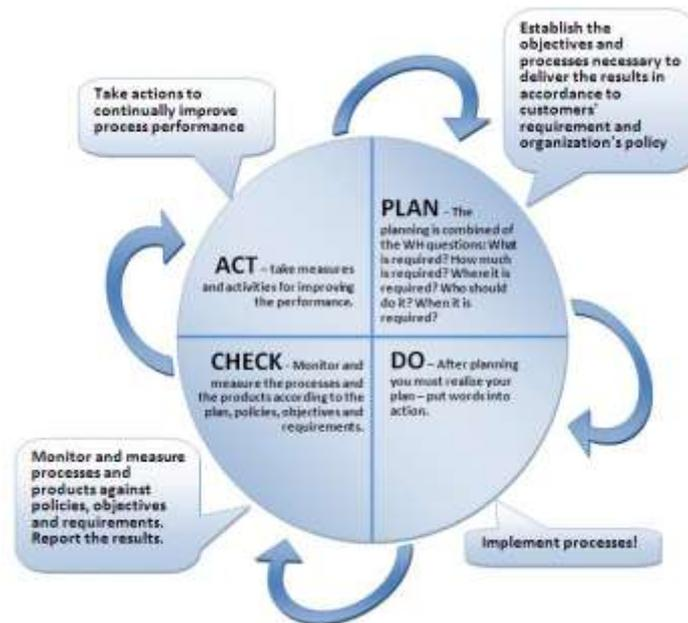 Establish the
objectives and
processes necessary to
deliver the results in
accordance to
customers'
requirement and
organization's policy
Take actions to
continually improve
process performance
PLAN – The
planning is combined of
the WH questions: What
is required? How much
is required? Where it is
required? Who should
do it? When it is
required?
ACT – take measures
and activities for improving
the performance.
CHECK - Monitor and
measure the processes and
the products according to the
plan, policies, objectives and
requirements.
DO – After planning
you must realise your
plan – put words into
action.
Monitor and measure
processes and
products against
policies, objectives
and requirements.
Report the results.
Implement processes!